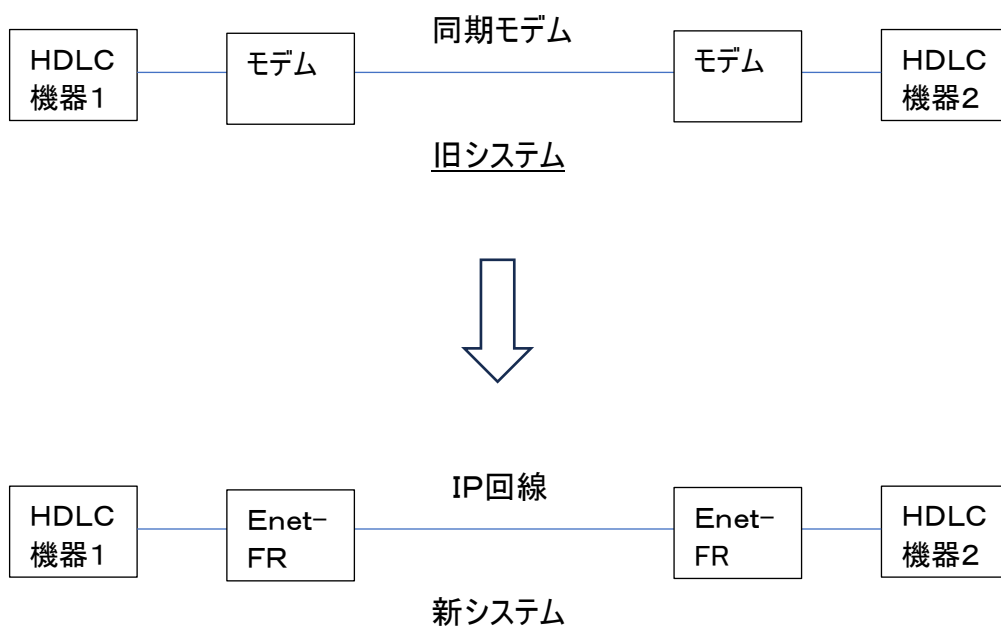 同期モデム
HDLC
機器１
モデム
モデム
HDLC
機器２
旧システム
IP回線
HDLC
機器１
Enet-
FR
Enet-
FR
HDLC
機器２
新システム